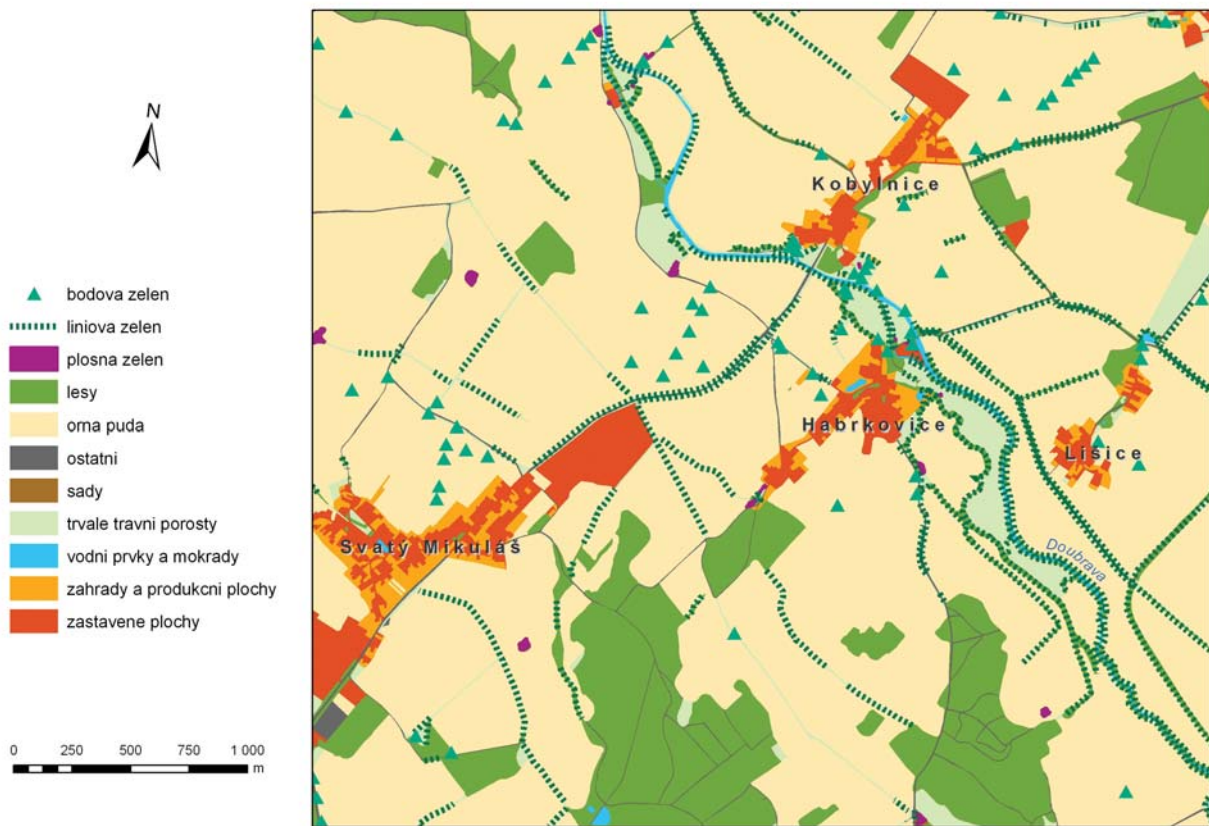 N
bodova zelen
liniova zelen
plosna zelen
lesy
orna puda
ostatni
sady
trvale travni porosty
vodni prvky a mokrady
zahrady a produkcni plochy
zastavene plochy
0 250 500 750 1 000
m
Kobylnice
Habrkovice
Lišice
Svatý Mikuláš
Doubrava